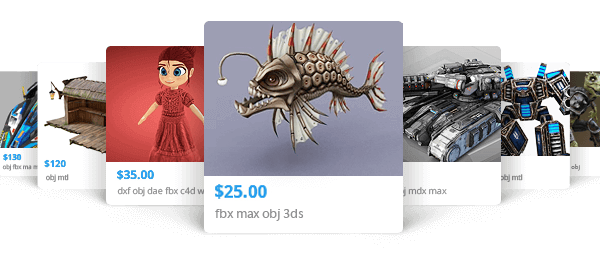 $130
obj fbx ma m
$120
obj mtl
$35.00
dxf obj dae fbx c4d w
$25.00
fbx max obj 3ds
obj mdx max
obj mtl
obj